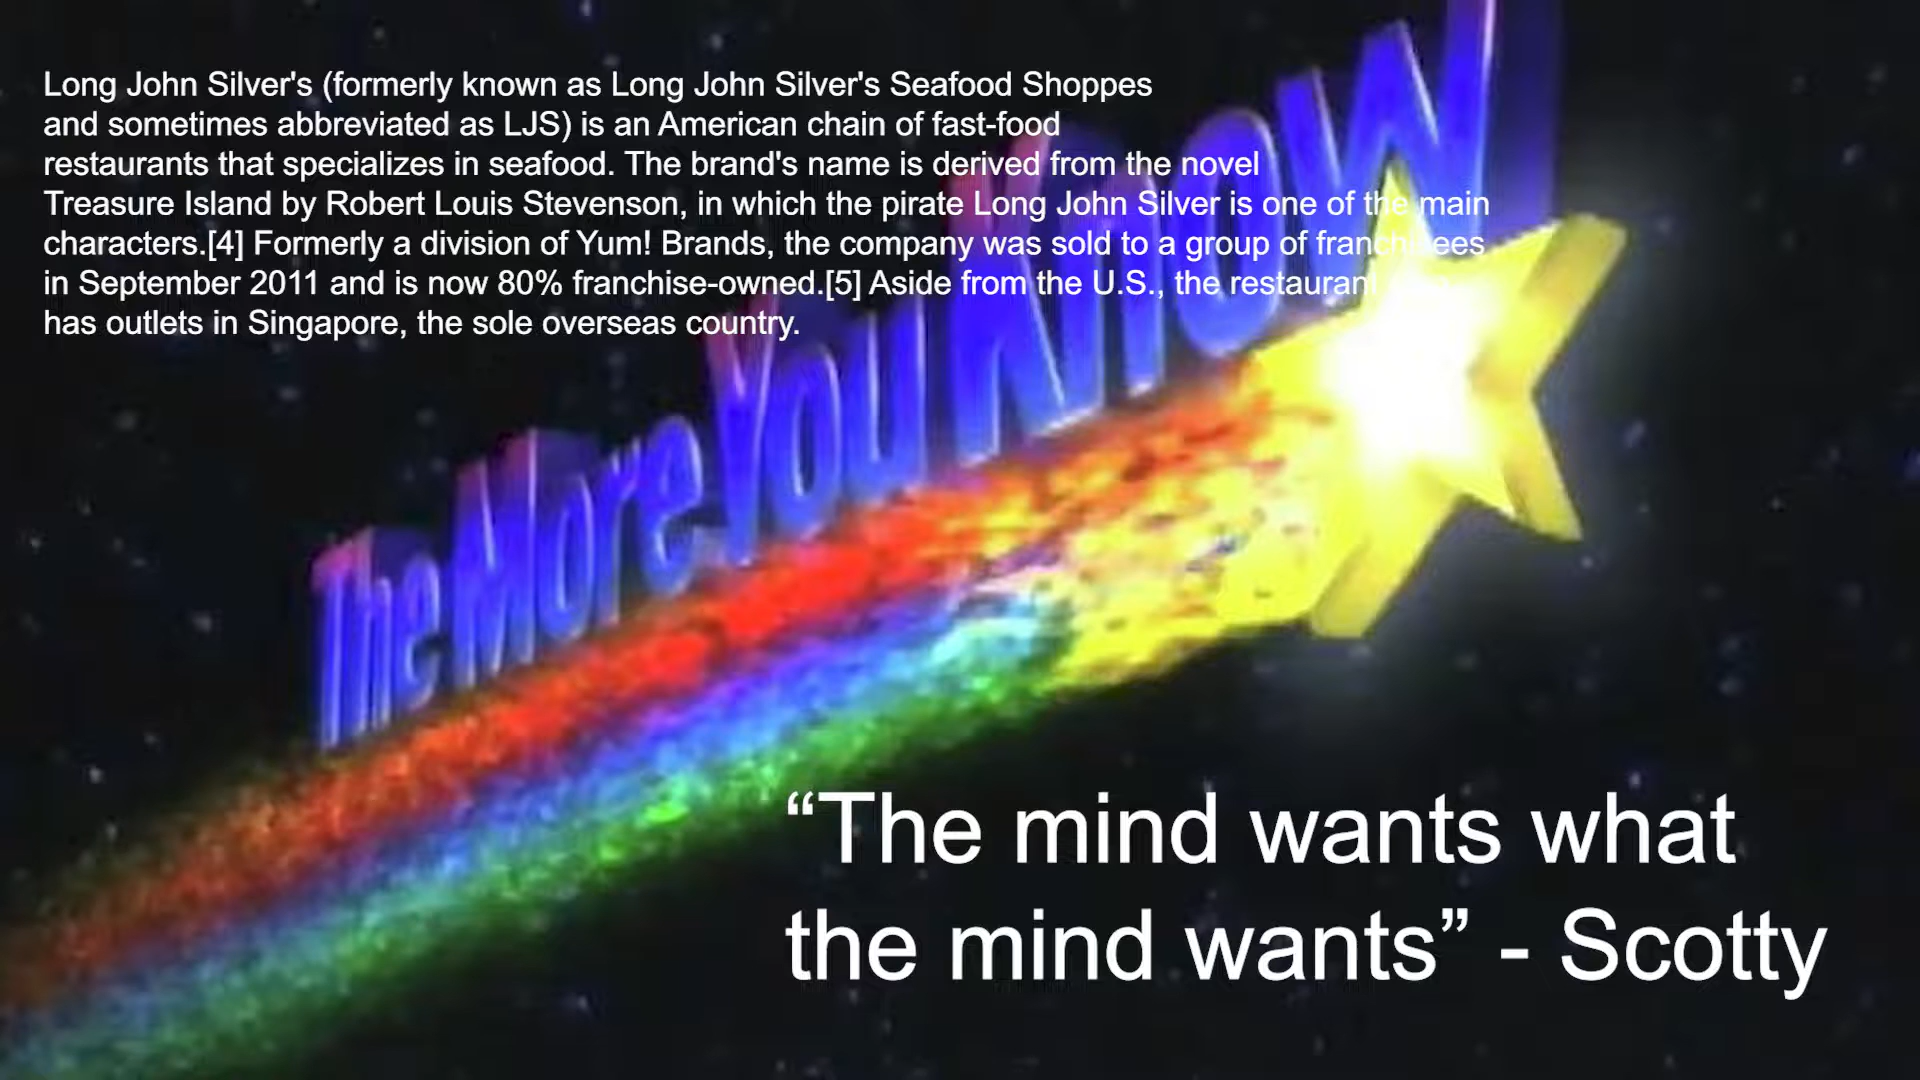 Long John Silver's (formerly known as Long John Silver's Seafood Shoppes
and sometimes abbreviated as LJS) is an American chain of fast-food
restaurants that specializes in seafood. The brand's name is derived from the novel
Treasure Island by Robert Louis Stevenson, in which the pirate Long John Silver is one of the main
characters.[4] Formerly a division of Yum! Brands, the company was sold to a group of franchisees
in September 2011 and is now 80% franchise-owned.[5] Aside from the U.S., the restaurant
has outlets in Singapore, the sole overseas country.
The More You Know
“The mind wants what
the mind wants” - Scotty